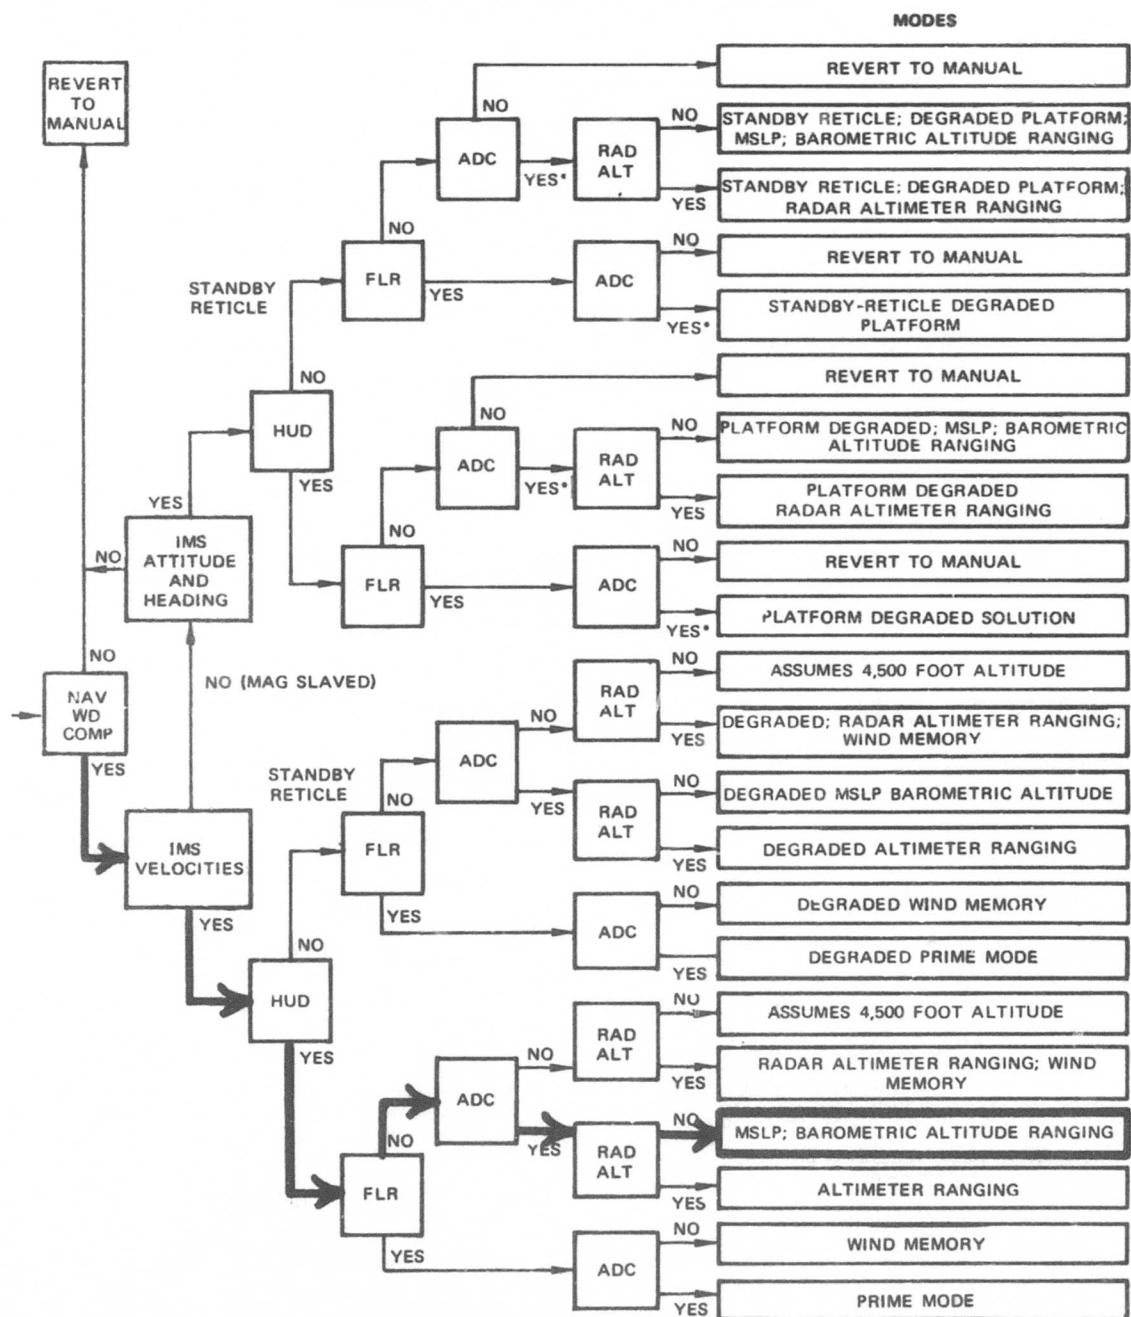 MODES
REVERT
TO
MANUAL
REVERT TO MANUAL
NO
ADC
YES*
RAD
ALT
NO
STANDBY RETICLE; DEGRADED PLATFORM;
MSLP; BAROMETRIC ALTITUDE RANGING
YES
STANDBY RETICLE; DEGRADED PLATFORM;
RADAR ALTIMETER RANGING
NO
STANDBY
RETICLE
FLR
YES
ADC
NO
REVERT TO MANUAL
YES*
STANDBY-RETICLE DEGRADED
PLATFORM
NO
HUD
YES
REVERT TO MANUAL
NO
ADC
YES*
RAD
ALT
NO
PLATFORM DEGRADED; MSLP; BAROMETRIC
ALTITUDE RANGING
YES
PLATFORM DEGRADED
RADAR ALTIMETER RANGING
YES
NO
IMS
ATTITUDE
AND
HEADING
NO
FLR
YES
ADC
NO
REVERT TO MANUAL
YES*
PLATFORM DEGRADED SOLUTION
NO
NAV
WD
COMP
YES
NO (MAG SLAVED)
RAD
ALT
NO
ASSUMES 4,500 FOOT ALTITUDE
YES
DEGRADED; RADAR ALTIMETER RANGING;
WIND MEMORY
NO
ADC
YES
STANDBY
RETICLE
NO
RAD
ALT
NO
DEGRADED MSLP BAROMETRIC ALTITUDE
YES
DEGRADED ALTIMETER RANGING
IMS
VELOCITIES
YES
FLR
YES
ADC
NO
DEGRADED WIND MEMORY
YES
DEGRADED PRIME MODE
NO
HUD
YES
RAD
ALT
NO
ASSUMES 4,500 FOOT ALTITUDE
YES
RADAR ALTIMETER RANGING; WIND
MEMORY
NO
ADC
YES
RAD
ALT
NO
MSLP; BAROMETRIC ALTITUDE RANGING
YES
ALTIMETER RANGING
NO
FLR
YES
ADC
NO
WIND MEMORY
YES
PRIME MODE